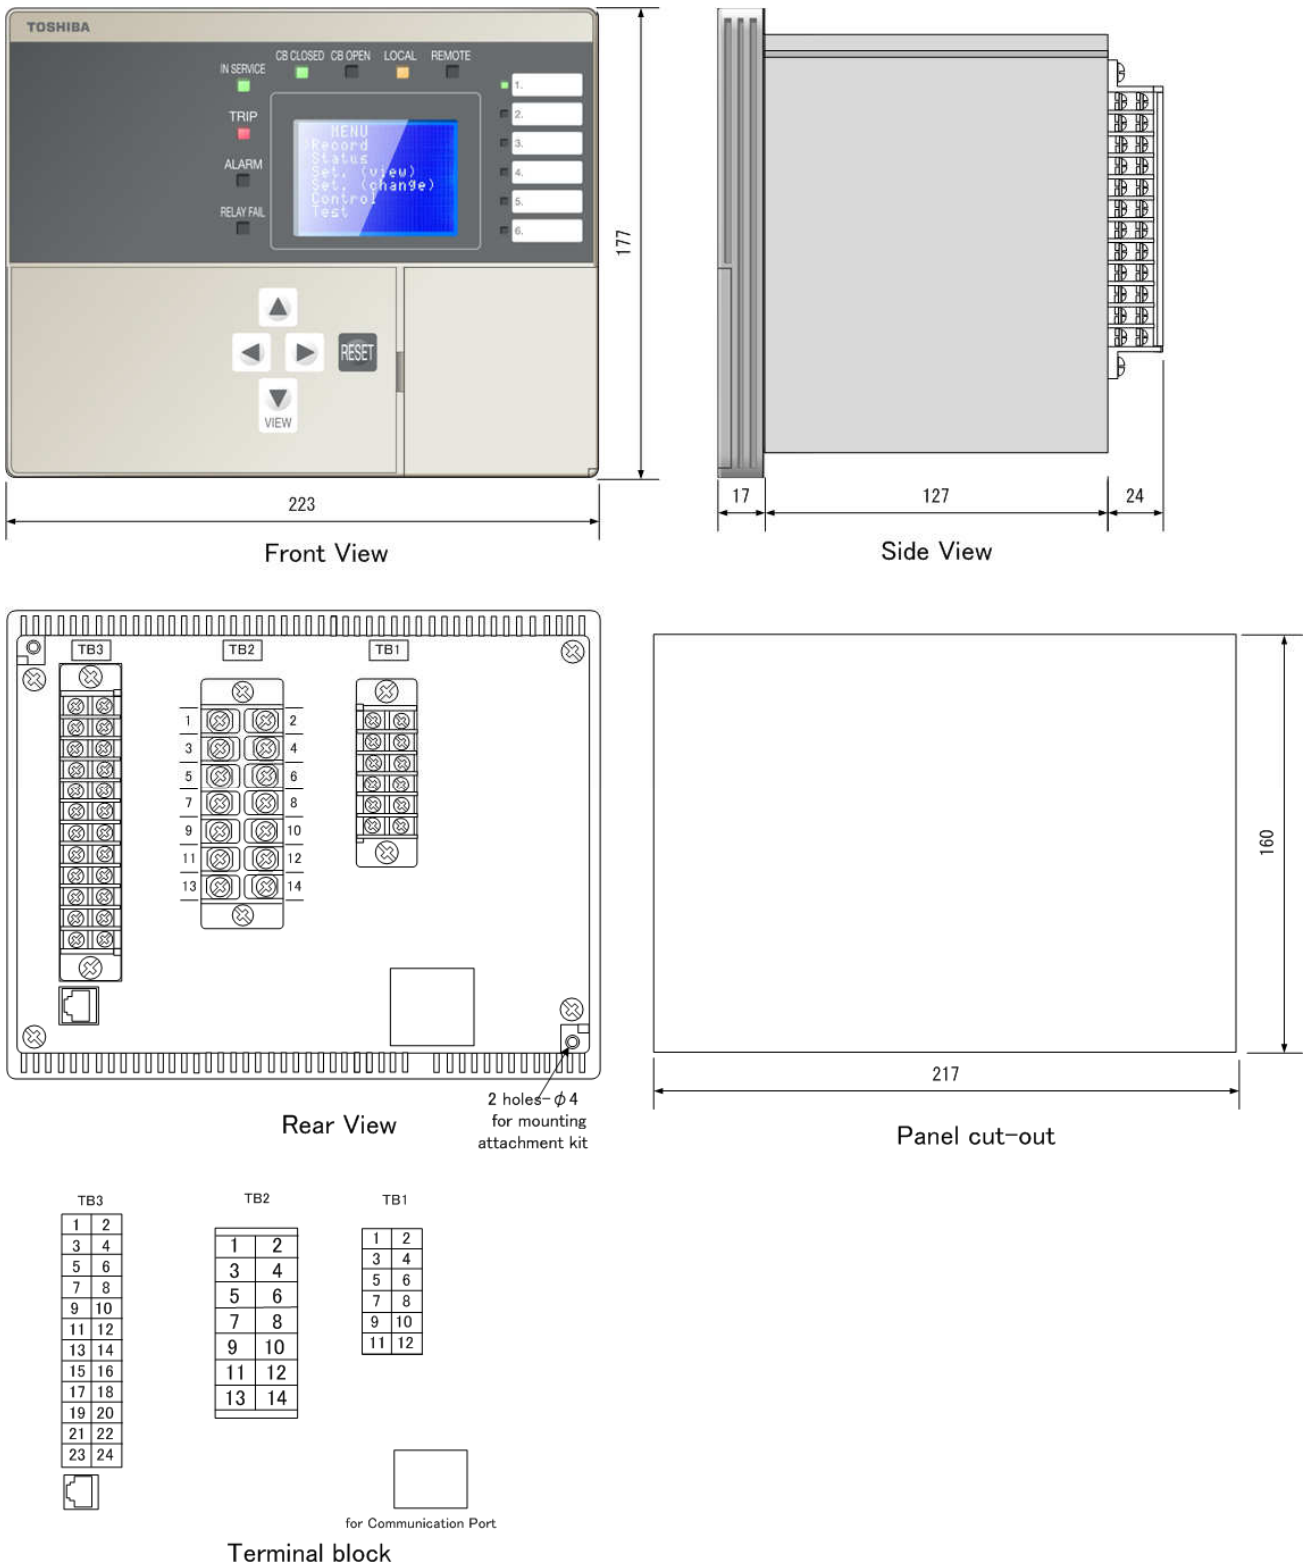 TOSHIBA
CB CLOSED CB OPEN LOCAL REMOTE
IN SERVICE
TRIP
ALARM
RELAY FAIL
MENU
Record
Status
Set. (view)
Set. (change)
Control
Test
1.
2.
3.
4.
5.
6.
RESET
VIEW
177
223
Front View
17
127
24
Side View
TB3
TB2
TB1
1 2
3 4
5 6
7 8
9 10
11 12
13 14
2 holes-φ4
for mounting
attachment kit
Rear View
160
217
Panel cut-out
TB3
1 2
3 4
5 6
7 8
9 10
11 12
13 14
15 16
17 18
19 20
21 22
23 24
TB2
1 2
3 4
5 6
7 8
9 10
11 12
13 14
TB1
1 2
3 4
5 6
7 8
9 10
11 12
for Communication Port
Terminal block